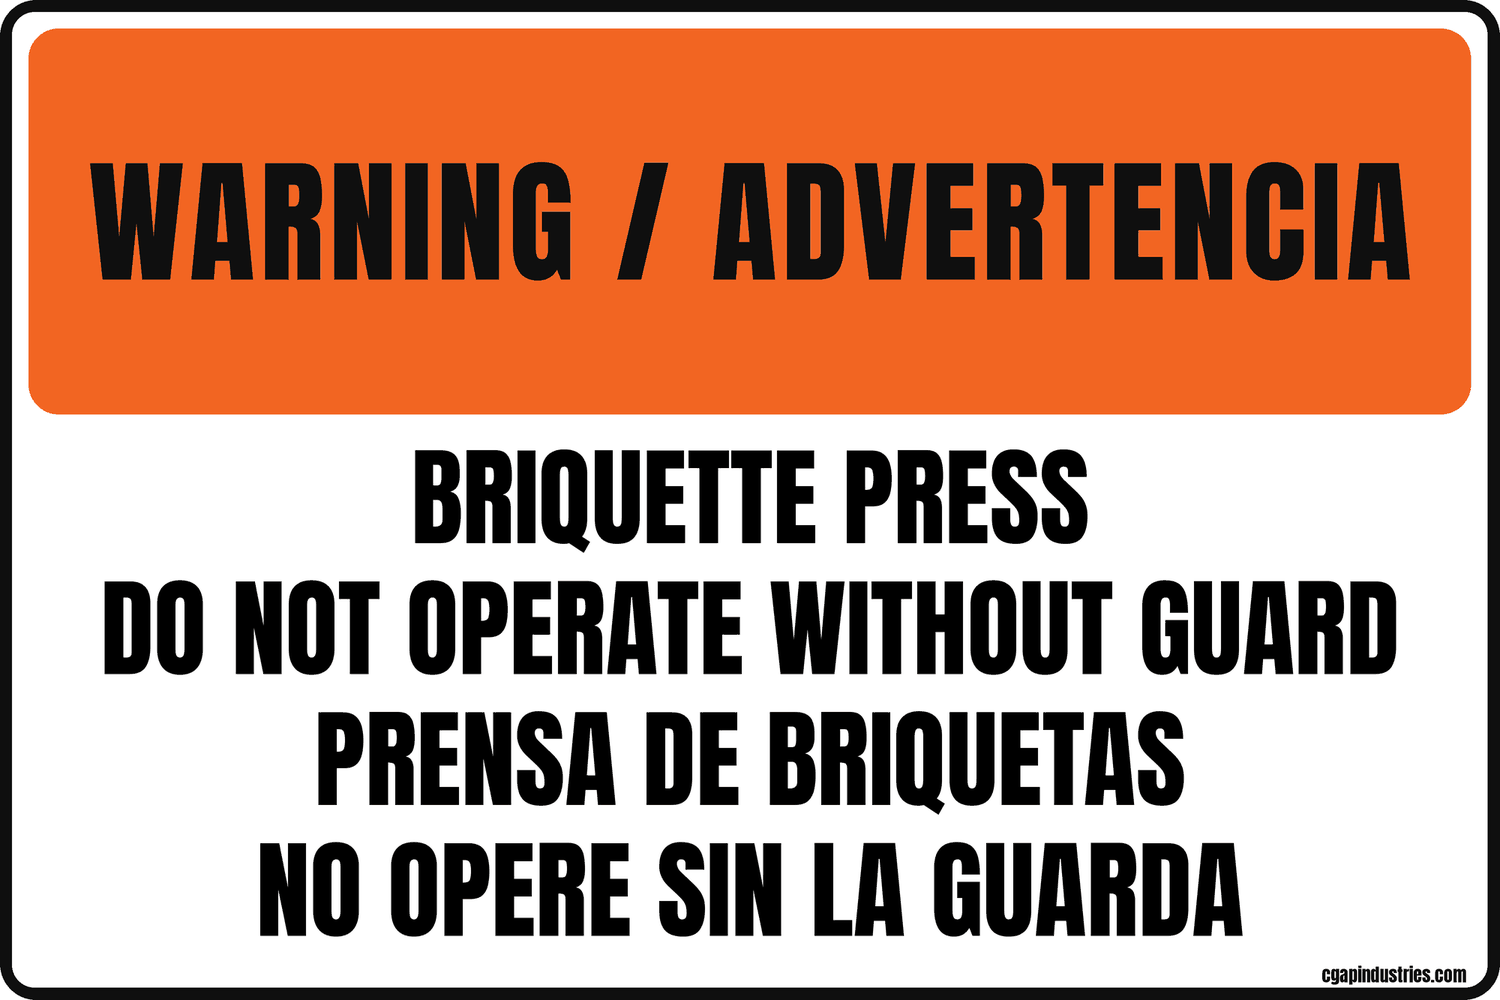 WARNING / ADVERTENCIA
BRIQUETTE PRESS
DO NOT OPERATE WITHOUT GUARD
PRENSA DE BRIQUETAS
NO OPERE SIN LA GUARDA
cgapindustries.com